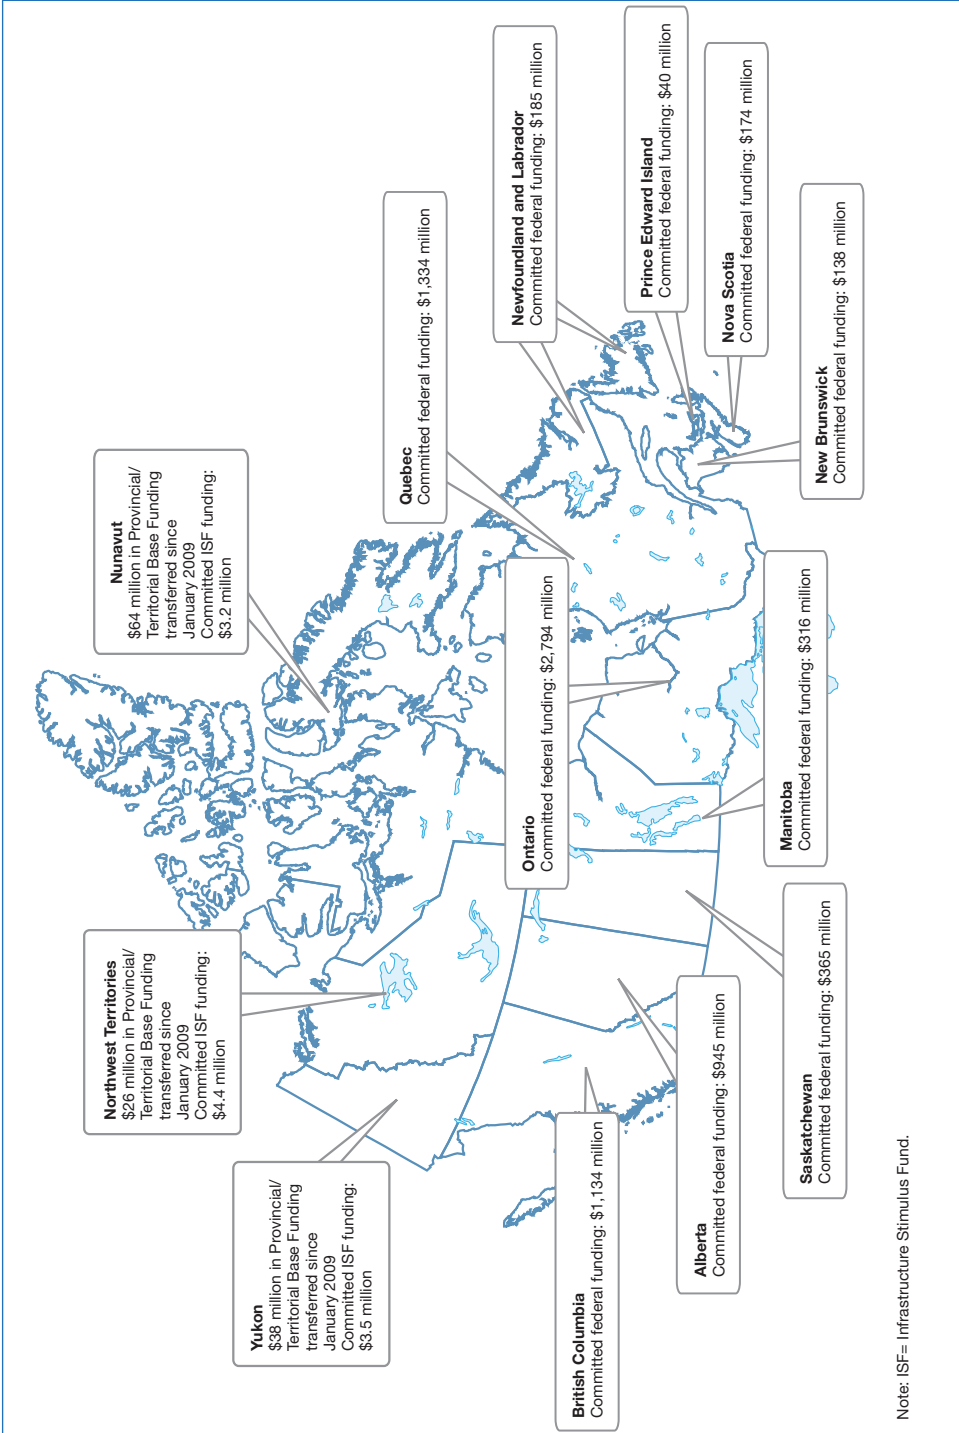 Yukon
$38 million in Provincial/
Territorial Base Funding
transferred since
January 2009
Committed ISF funding:
$3.5 million
Northwest Territories
$26 million in Provincial/
Territorial Base Funding
transferred since
January 2009
Committed ISF funding:
$4.4 million
Nunavut
$64 million in Provincial/
Territorial Base Funding
transferred since
January 2009
Committed ISF funding:
$3.2 million
British Columbia
Committed federal funding: $1,134 million
Alberta
Committed federal funding: $945 million
Saskatchewan
Committed federal funding: $365 million
Manitoba
Committed federal funding: $316 million
Ontario
Committed federal funding: $2,794 million
Quebec
Committed federal funding: $1,334 million
Newfoundland and Labrador
Committed federal funding: $185 million
Prince Edward Island
Committed federal funding: $40 million
Nova Scotia
Committed federal funding: $174 million
New Brunswick
Committed federal funding: $138 million
Note: ISF= Infrastructure Stimulus Fund.